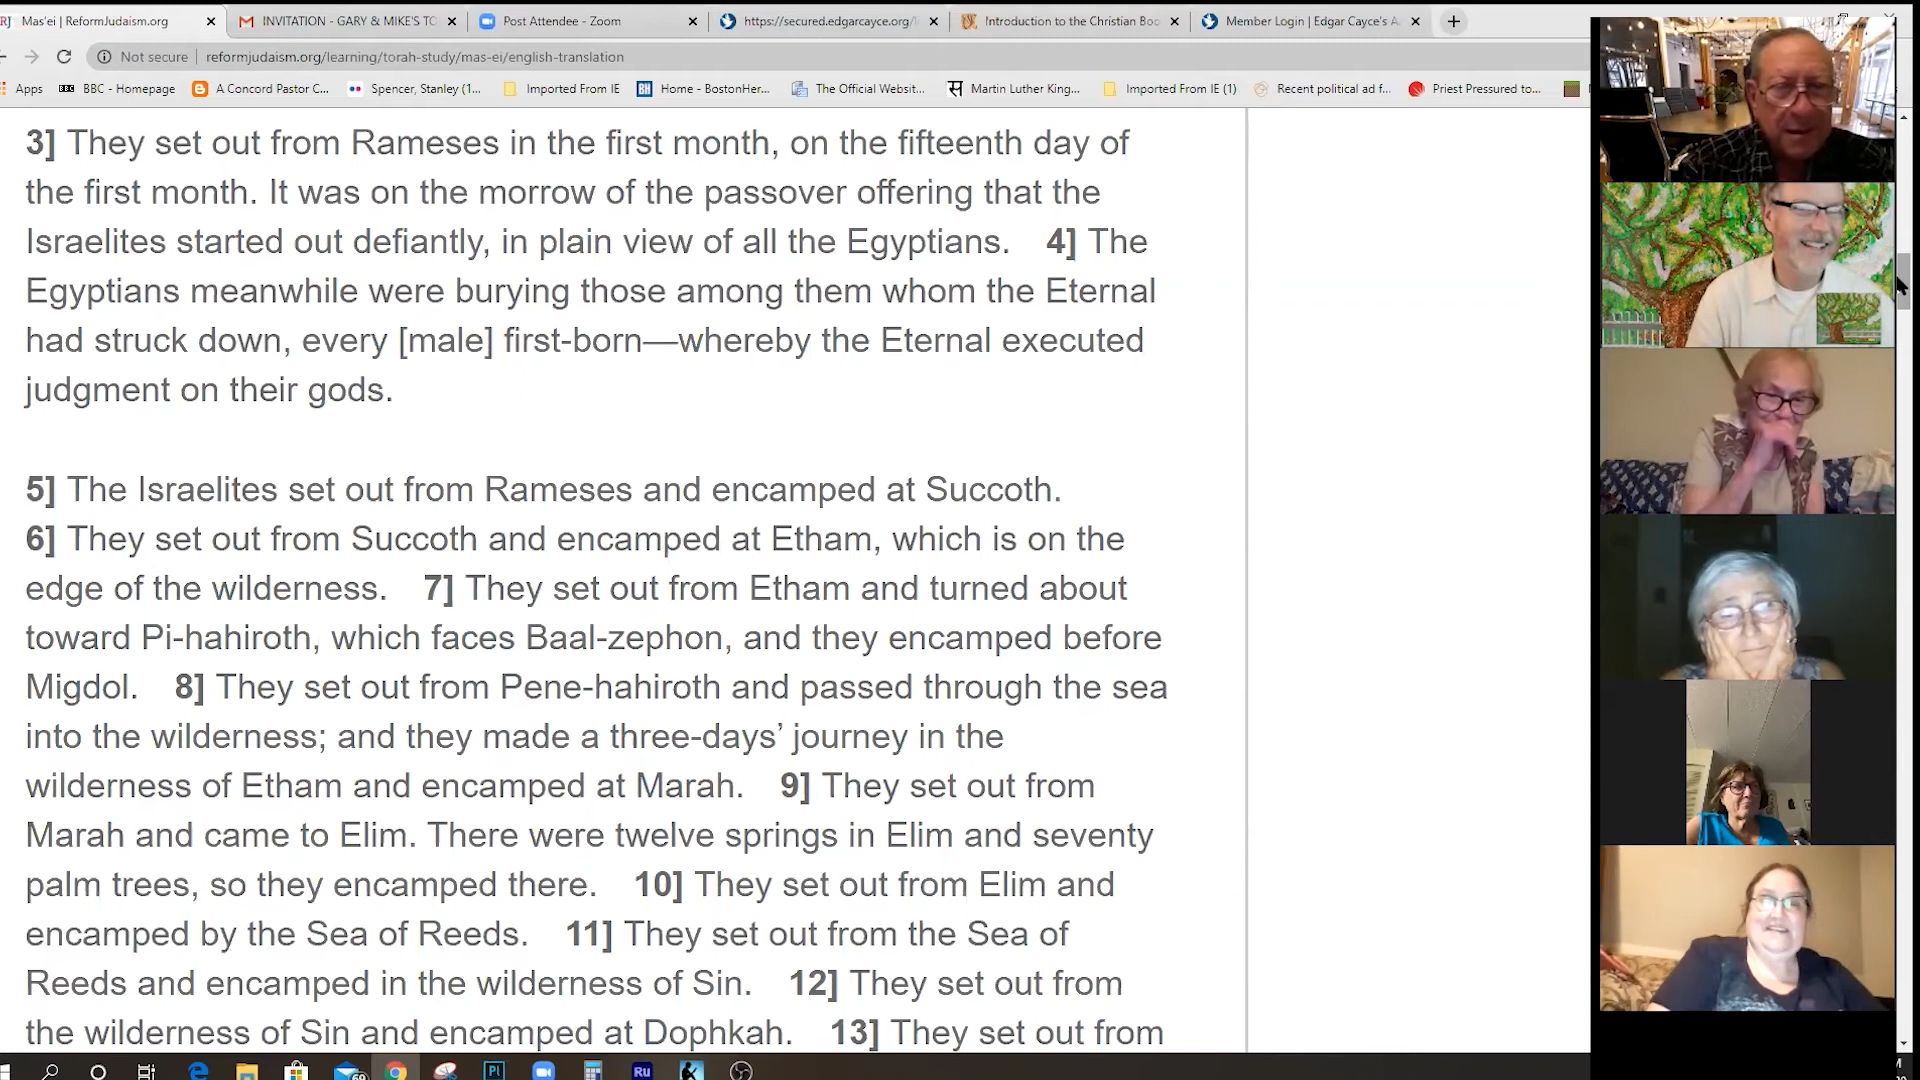 Mas'ei | ReformJudaism.org
INVITATION - GARY & MIKE'S TO
Post Attendee - Zoom
https://secured.edgarcayce.org/
Introduction to the Christian Boo
Member Login | Edgar Cayce's A
Not secure
reformjudaism.org/learning/torah-study/mas-ei/english-translation
Apps
BBC - Homepage
A Concord Pastor C...
Spencer, Stanley (1...
Imported From IE
Home - BostonHer...
The Official Websit...
Martin Luther King...
Imported From IE (1)
Recent political ad f...
Priest Pressured to...
3] They set out from Rameses in the first month, on the fifteenth day of
the first month. It was on the morrow of the passover offering that the
Israelites started out defiantly, in plain view of all the Egyptians. 4] The
Egyptians meanwhile were burying those among them whom the Eternal
had struck down, every [male] first-born—whereby the Eternal executed
judgment on their gods.
5] The Israelites set out from Rameses and encamped at Succoth.
6] They set out from Succoth and encamped at Etham, which is on the
edge of the wilderness. 7] They set out from Etham and turned about
toward Pi-hahiroth, which faces Baal-zephon, and they encamped before
Migdol. 8] They set out from Pene-hahiroth and passed through the sea
into the wilderness; and they made a three-days’ journey in the
wilderness of Etham and encamped at Marah. 9] They set out from
Marah and came to Elim. There were twelve springs in Elim and seventy
palm trees, so they encamped there. 10] They set out from Elim and
encamped by the Sea of Reeds. 11] They set out from the Sea of
Reeds and encamped in the wilderness of Sin. 12] They set out from
the wilderness of Sin and encamped at Dophkah. 13] They set out from